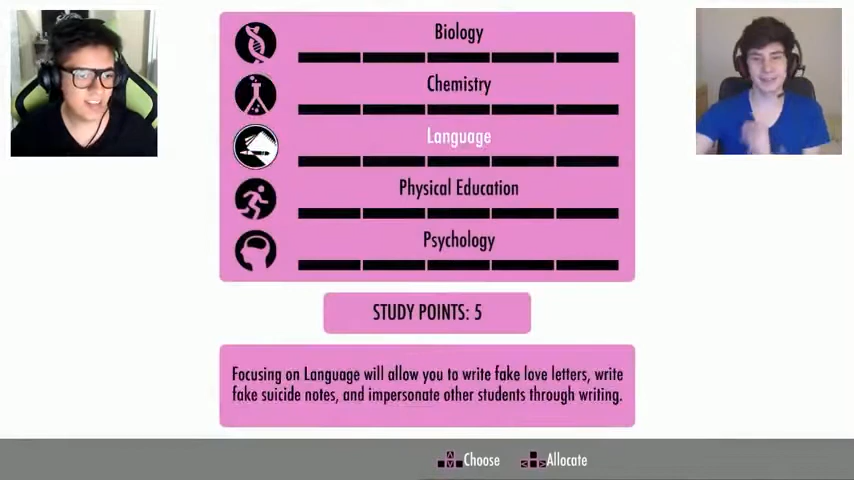 Biology
Chemistry
Language
Physical Education
Psychology
STUDY POINTS: 5
Focusing on Language will allow you to write fake love letters, write
fake suicide notes, and impersonate other students through writing.
Choose
Allocate